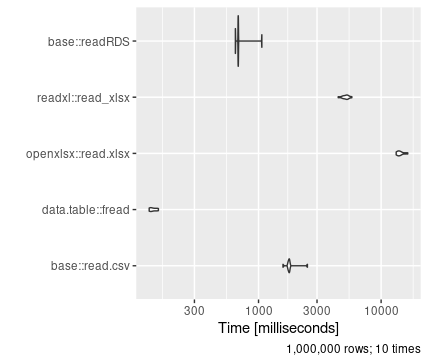 base::readRDS
readxl::read_xlsx
openxlsx::read.xlsx
data.table::fread
base::read.csv
300 1000 3000 10000
Time [milliseconds]
1,000,000 rows; 10 times